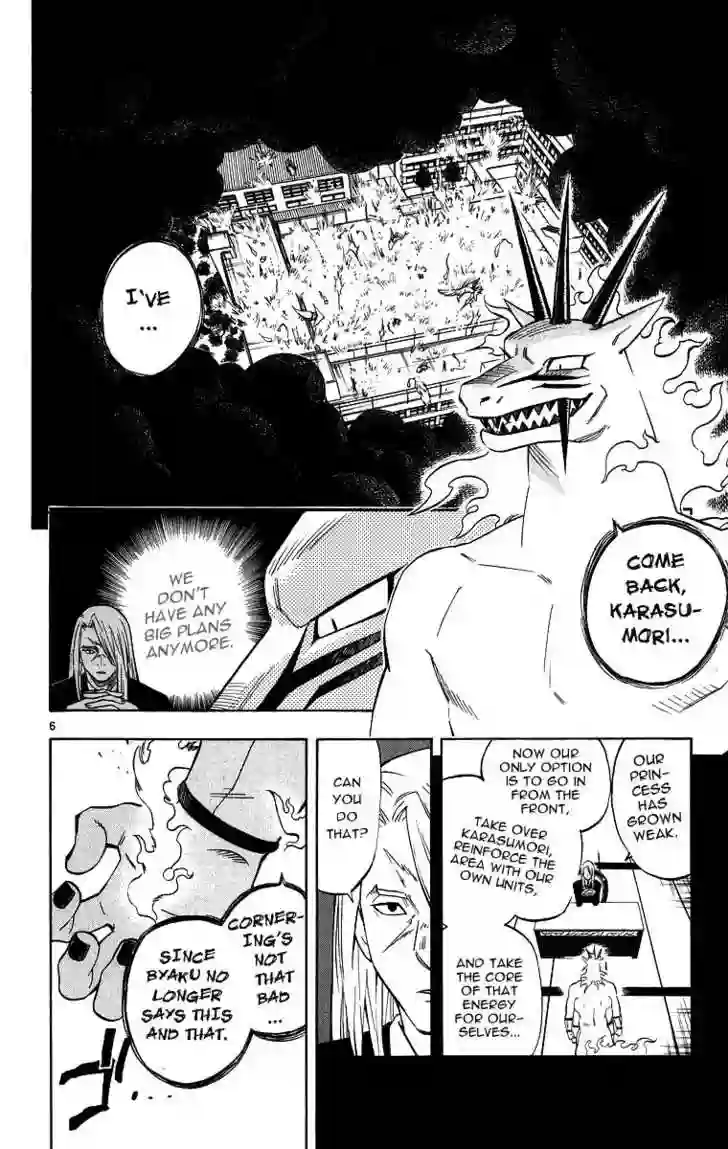 I'VE
...
COME
BACK,
KARASU-
MORI...
WE
DON'T
HAVE ANY
BIG PLANS
ANYMORE.
6
OUR
PRIN-
CESS
HAS
GROWN
WEAK.
NOW OUR
ONLY OPTION
IS TO GO IN
FROM THE
FRONT,
TAKE OVER
KARASUMORI,
REINFORCE THE
AREA WITH OUR
OWN UNITS,
AND TAKE
THE CORE
OF THAT
ENERGY
FOR OUR-
SELVES...
CAN
YOU
DO
THAT?
CORNER-
ING'S
NOT
THAT
BAD
...
SINCE
BYAKU NO
LONGER
SAYS THIS
AND THAT.